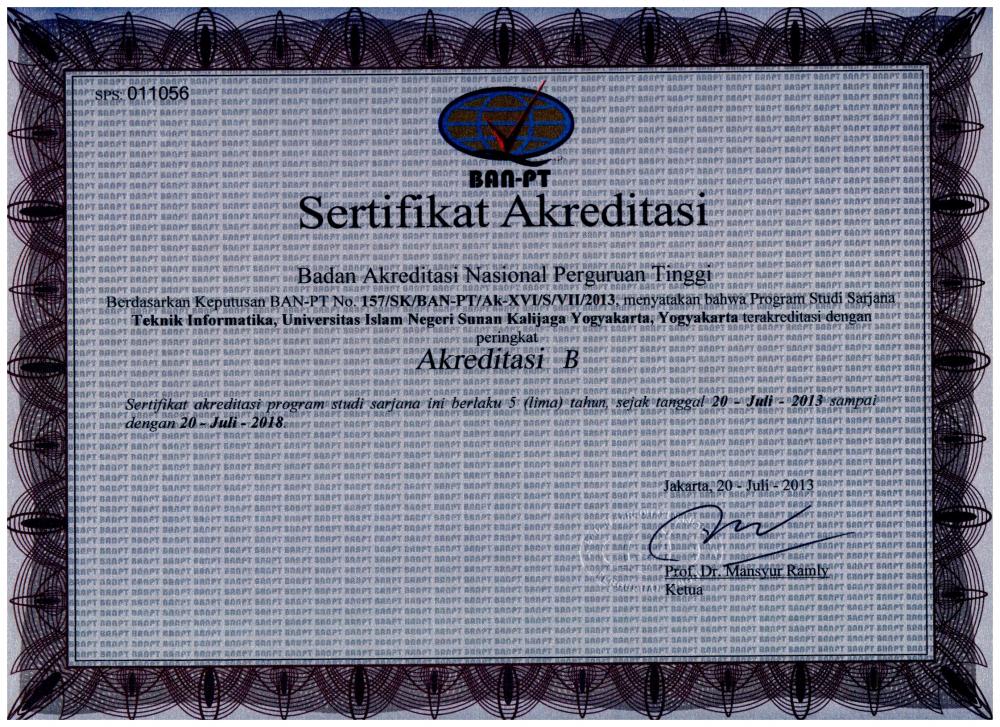 SPS: 011056
BAN-PT
Sertifikat Akreditasi
Badan Akreditasi Nasional Perguruan Tinggi
Berdasarkan Keputusan BAN-PT No. 157/SK/BAN-PT/Ak-XVI/S/VII/2013, menyatakan bahwa Program Studi Sarjana
Teknik Informatika, Universitas Islam Negeri Sunan Kalijaga Yogyakarta, Yogyakarta terakreditasi dengan
peringkat
Akreditasi B
Sertifikat akreditasi program studi sarjana ini berlaku 5 (lima) tahun, sejak tanggal 20 - Juli - 2013 sampai
dengan 20 - Juli - 2018.
Jakarta, 20 - Juli - 2013
Prof. Dr. Mansyur Ramly
Ketua